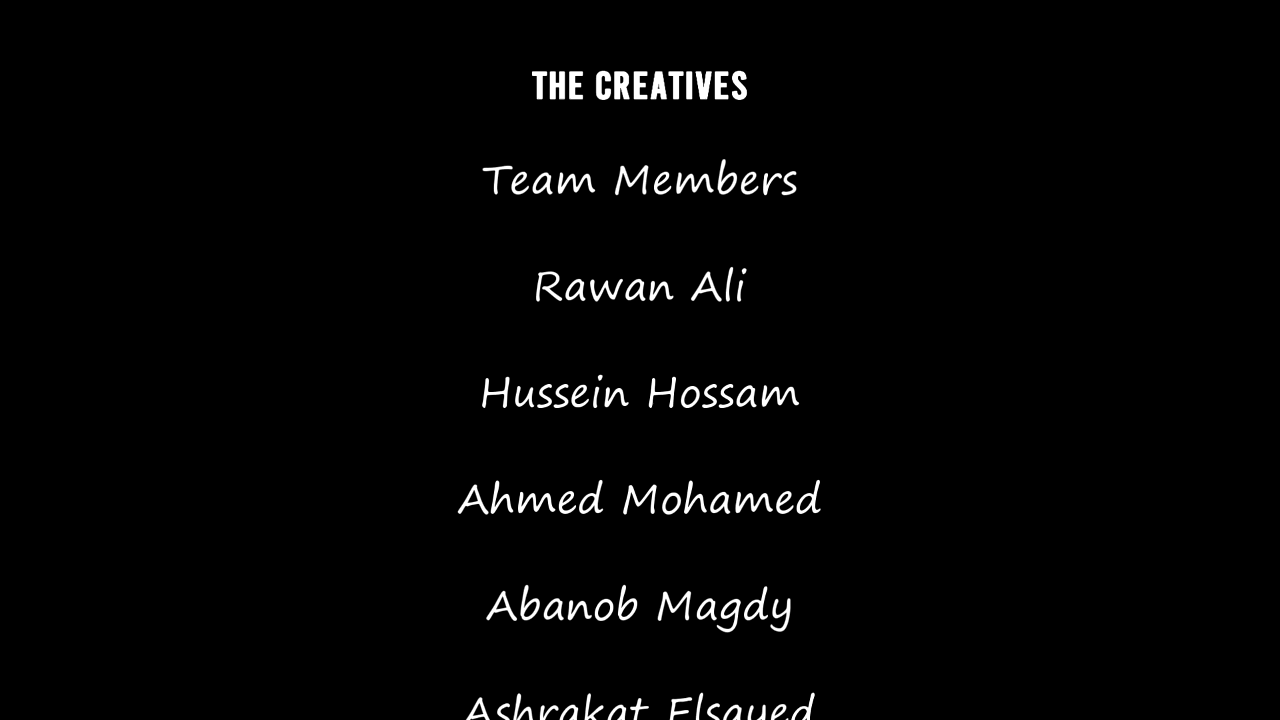 THE CREATIVES
Team Members
Rawan Ali
Hussein Hossam
Ahmed Mohamed
Abanob Magdy
Ashrakat Elsayed